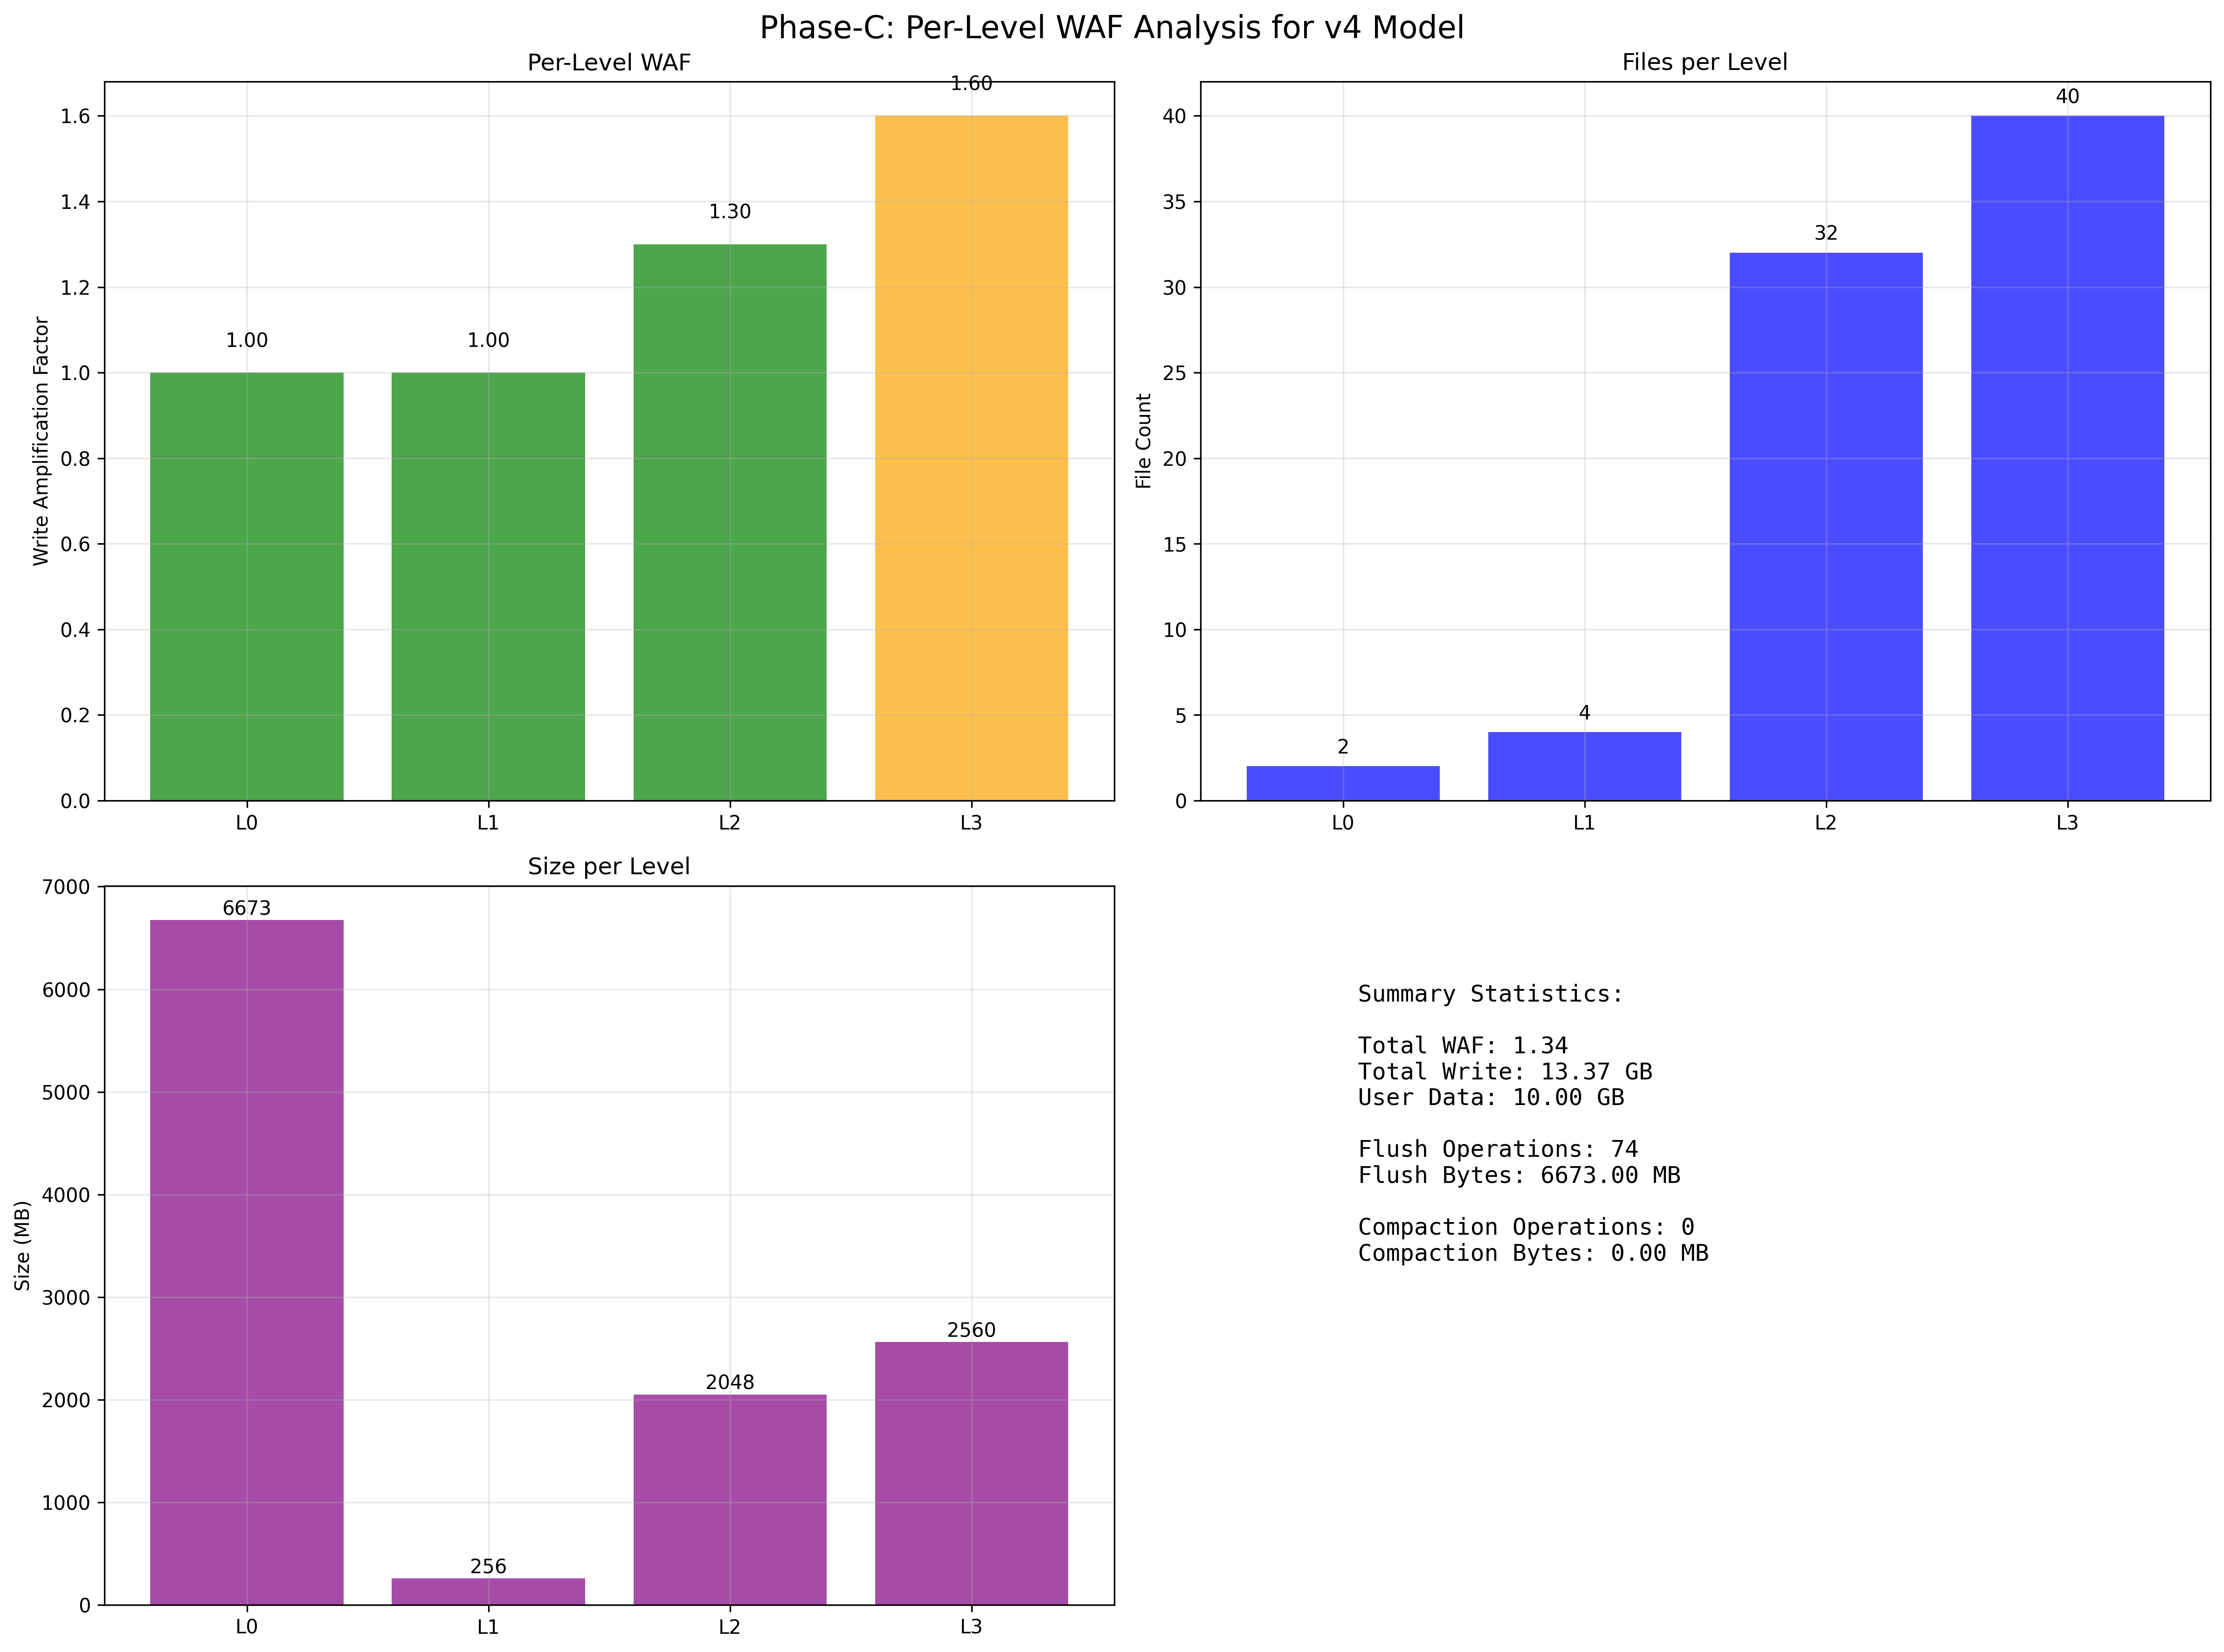 Phase-C: Per-Level WAF Analysis for v4 Model
Per-Level WAF
Write Amplification Factor
1.6
1.4
1.2
1.0
0.8
0.6
0.4
0.2
0.0
1.00
1.00
1.30
1.60
L0
L1
L2
L3
Files per Level
File Count
40
35
30
25
20
15
10
5
0
2
4
32
40
L0
L1
L2
L3
Size per Level
Size (MB)
7000
6000
5000
4000
3000
2000
1000
0
6673
256
2048
2560
L0
L1
L2
L3
Summary Statistics:
Total WAF: 1.34
Total Write: 13.37 GB
User Data: 10.00 GB
Flush Operations: 74
Flush Bytes: 6673.00 MB
Compaction Operations: 0
Compaction Bytes: 0.00 MB